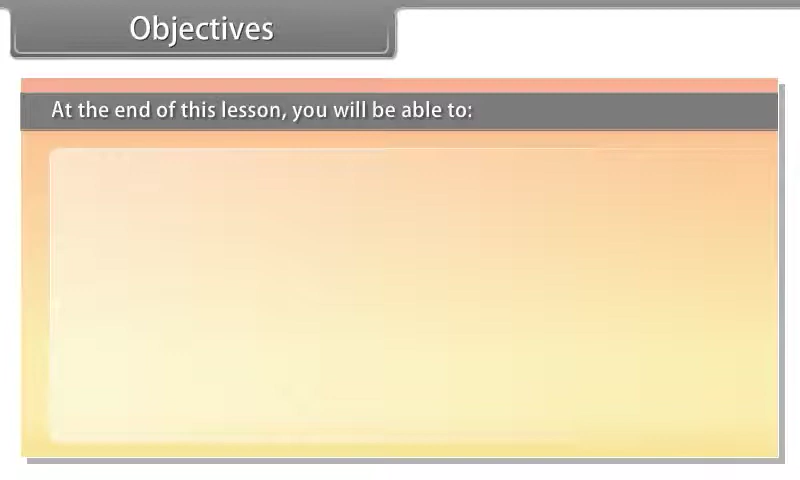 Objectives
At the end of this lesson, you will be able to: